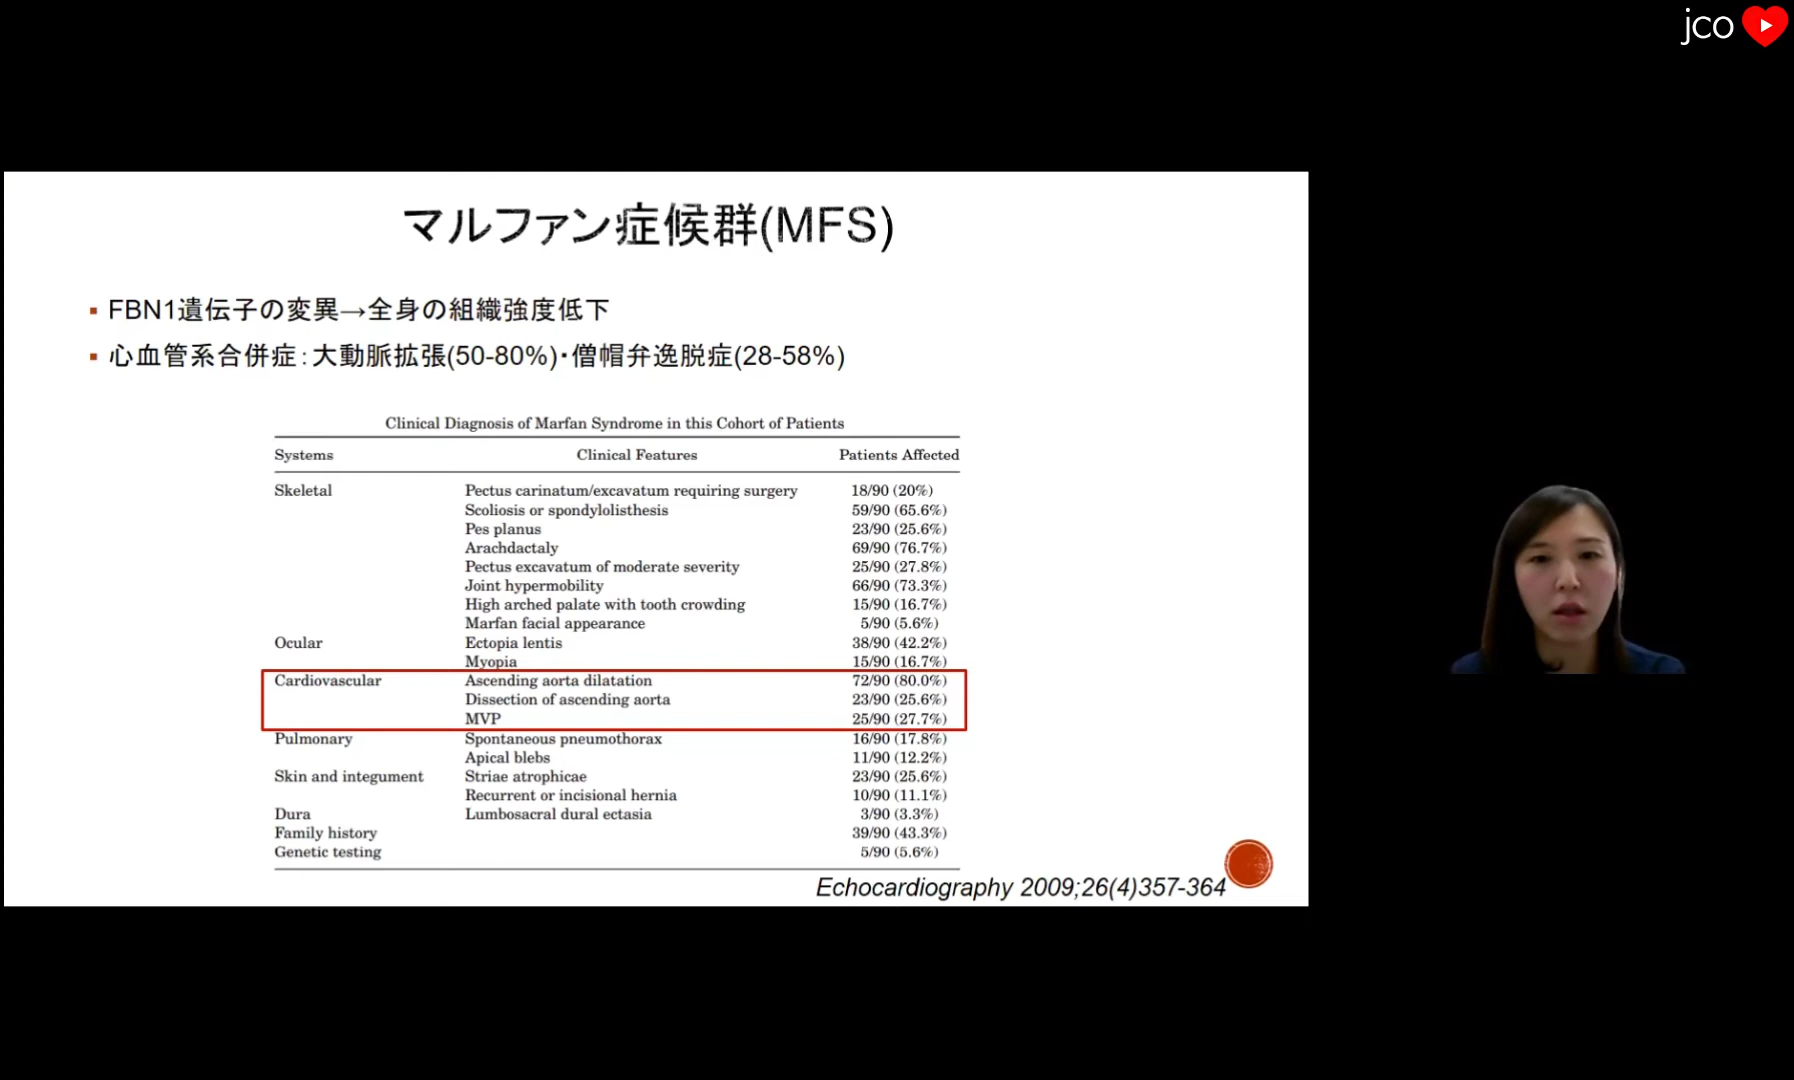 jco
マルファン症候群(MFS)
▪ FBN1遺伝子の変異→全身の組織強度低下
▪ 心血管系合併症：大動脈拡張(50-80%)・僧帽弁逸脱症(28-58%)
Clinical Diagnosis of Marfan Syndrome in this Cohort of Patients
Systems Clinical Features Patients Affected
Skeletal Pectus carinatum/excavatum requiring surgery 18/90 (20%)
Scoliosis or spondylolisthesis 59/90 (65.6%)
Pes planus 23/90 (25.6%)
Arachdactaly 69/90 (76.7%)
Pectus excavatum of moderate severity 25/90 (27.8%)
Joint hypermobility 66/90 (73.3%)
High arched palate with tooth crowding 15/90 (16.7%)
Marfan facial appearance 5/90 (5.6%)
Ocular Ectopia lentis 38/90 (42.2%)
Myopia 15/90 (16.7%)
Cardiovascular Ascending aorta dilatation 72/90 (80.0%)
Dissection of ascending aorta 23/90 (25.6%)
MVP 25/90 (27.7%)
Pulmonary Spontaneous pneumothorax 16/90 (17.8%)
Apical blebs 11/90 (12.2%)
Skin and integument Striae atrophicae 23/90 (25.6%)
Recurrent or incisional hernia 10/90 (11.1%)
Dura Lumbosacral dural ectasia 3/90 (3.3%)
Family history 39/90 (43.3%)
Genetic testing 5/90 (5.6%)
Echocardiography 2009;26(4)357-364